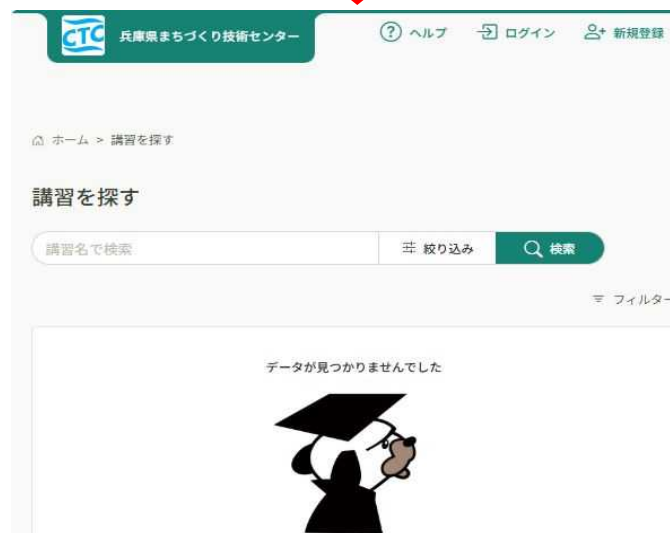 CTC 兵庫県まちづくり技術センター ? ヘルプ ログイン 新規登録
ホーム > 講習を探す
講習を探す
講習名で検索 絞り込み 検索
フィルター
データが見つかりませんでした